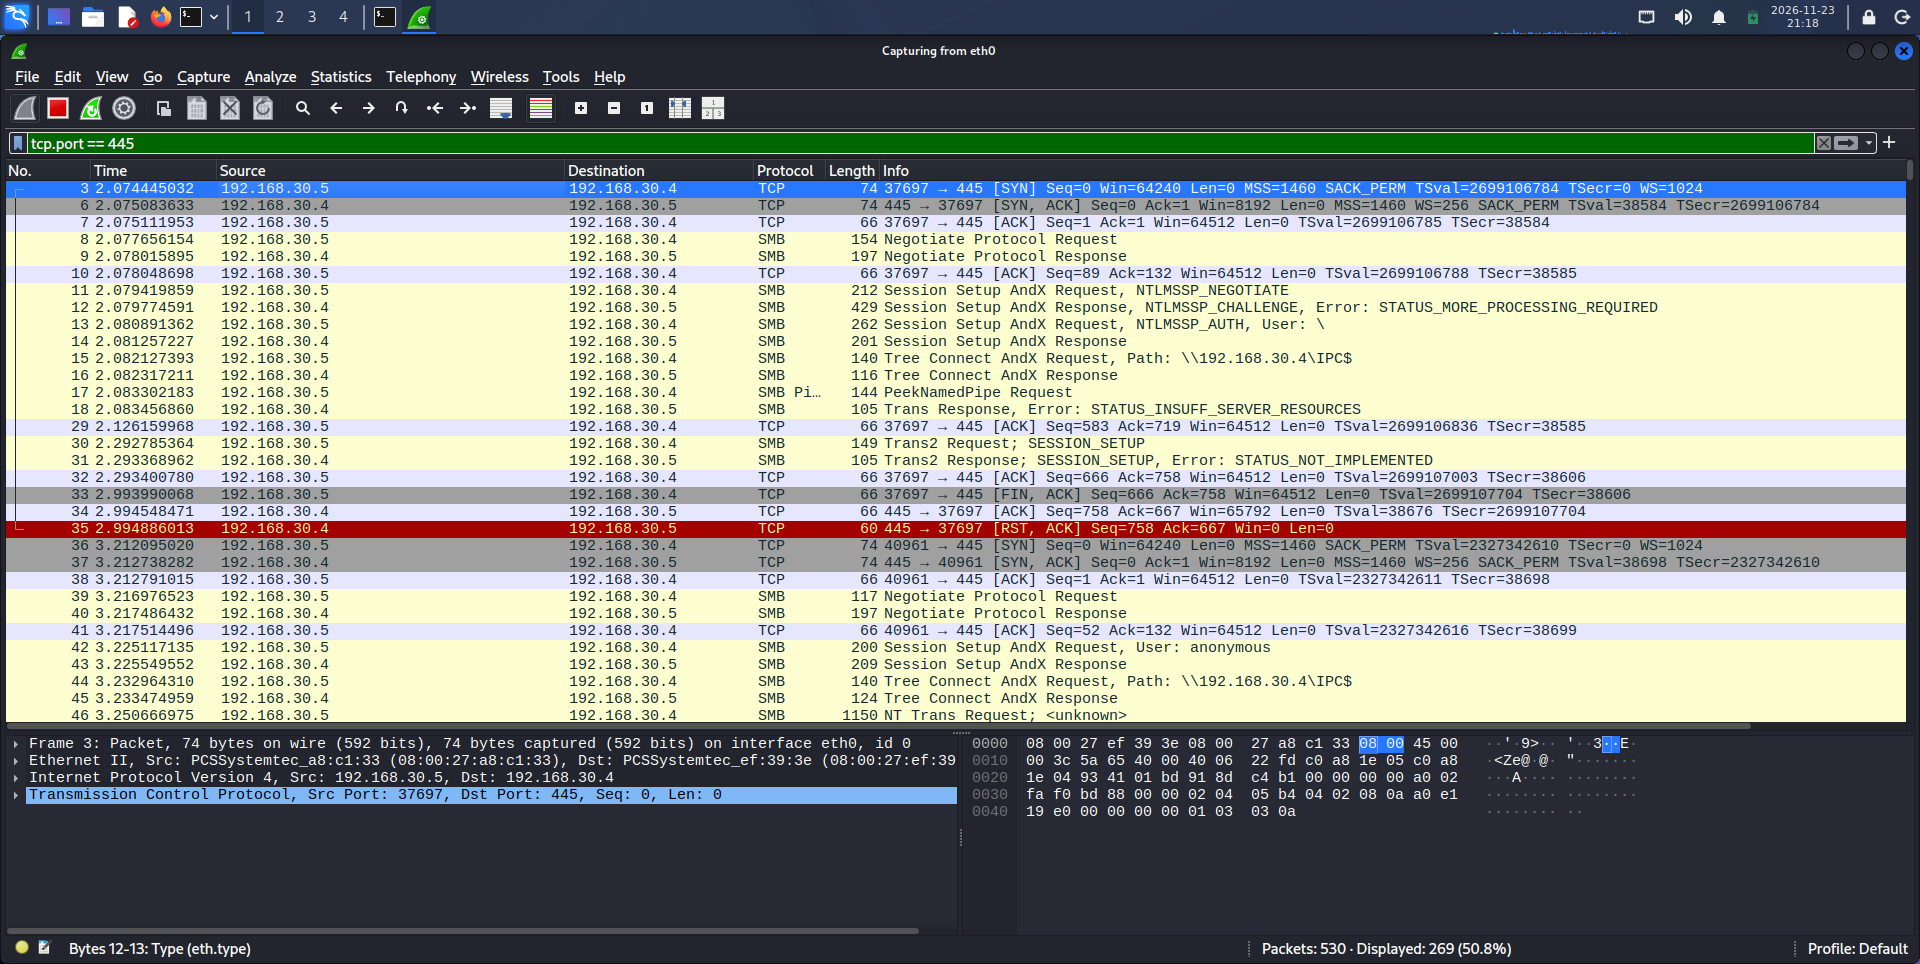 1 2 3 4 2026-11-23
21:18
Capturing from eth0
File Edit View Go Capture Analyze Statistics Telephony Wireless Tools Help
tcp.port == 445
No. Time Source Destination Protocol Length Info
3 2.074445032 192.168.30.5 192.168.30.4 TCP 74 37697 → 445 [SYN] Seq=0 Win=64240 Len=0 MSS=1460 SACK_PERM TSval=2699106784 TSecr=0 WS=1024
6 2.075083633 192.168.30.4 192.168.30.5 TCP 74 445 → 37697 [SYN, ACK] Seq=0 Ack=1 Win=8192 Len=0 MSS=1460 WS=256 SACK_PERM TSval=38584 TSecr=2699106784
7 2.075111953 192.168.30.5 192.168.30.4 TCP 66 37697 → 445 [ACK] Seq=1 Ack=1 Win=64512 Len=0 TSval=2699106785 TSecr=38584
8 2.077656154 192.168.30.5 192.168.30.4 SMB 154 Negotiate Protocol Request
9 2.078015895 192.168.30.4 192.168.30.5 SMB 197 Negotiate Protocol Response
10 2.078048698 192.168.30.5 192.168.30.4 TCP 66 37697 → 445 [ACK] Seq=89 Ack=132 Win=64512 Len=0 TSval=2699106788 TSecr=38585
11 2.079419859 192.168.30.5 192.168.30.4 SMB 212 Session Setup AndX Request, NTLMSSP_NEGOTIATE
12 2.079774591 192.168.30.4 192.168.30.5 SMB 429 Session Setup AndX Response, NTLMSSP_CHALLENGE, Error: STATUS_MORE_PROCESSING_REQUIRED
13 2.080891362 192.168.30.5 192.168.30.4 SMB 262 Session Setup AndX Request, NTLMSSP_AUTH, User: \
14 2.081257227 192.168.30.4 192.168.30.5 SMB 201 Session Setup AndX Response
15 2.082127393 192.168.30.5 192.168.30.4 SMB 140 Tree Connect AndX Request, Path: \\192.168.30.4\IPC$
16 2.082317211 192.168.30.4 192.168.30.5 SMB 116 Tree Connect AndX Response
17 2.083302183 192.168.30.5 192.168.30.4 SMB Pi… 144 PeekNamedPipe Request
18 2.083456860 192.168.30.4 192.168.30.5 SMB 105 Trans Response, Error: STATUS_INSUFF_SERVER_RESOURCES
29 2.126159968 192.168.30.5 192.168.30.4 TCP 66 37697 → 445 [ACK] Seq=583 Ack=719 Win=64512 Len=0 TSval=2699106836 TSecr=38585
30 2.292785364 192.168.30.5 192.168.30.4 SMB 149 Trans2 Request; SESSION_SETUP
31 2.293368962 192.168.30.4 192.168.30.5 SMB 105 Trans2 Response; SESSION_SETUP, Error: STATUS_NOT_IMPLEMENTED
32 2.293400780 192.168.30.5 192.168.30.4 TCP 66 37697 → 445 [ACK] Seq=666 Ack=758 Win=64512 Len=0 TSval=2699107003 TSecr=38606
33 2.993990068 192.168.30.5 192.168.30.4 TCP 66 37697 → 445 [FIN, ACK] Seq=666 Ack=758 Win=64512 Len=0 TSval=2699107704 TSecr=38606
34 2.994548471 192.168.30.4 192.168.30.5 TCP 66 445 → 37697 [ACK] Seq=758 Ack=667 Win=65792 Len=0 TSval=38676 TSecr=2699107704
35 2.994886013 192.168.30.4 192.168.30.5 TCP 60 445 → 37697 [RST, ACK] Seq=758 Ack=667 Win=0 Len=0
36 3.212095020 192.168.30.5 192.168.30.4 TCP 74 40961 → 445 [SYN] Seq=0 Win=64240 Len=0 MSS=1460 SACK_PERM TSval=2327342610 TSecr=0 WS=1024
37 3.212738282 192.168.30.4 192.168.30.5 TCP 74 445 → 40961 [SYN, ACK] Seq=0 Ack=1 Win=8192 Len=0 MSS=1460 WS=256 SACK_PERM TSval=38698 TSecr=2327342610
38 3.212791015 192.168.30.5 192.168.30.4 TCP 66 40961 → 445 [ACK] Seq=1 Ack=1 Win=64512 Len=0 TSval=2327342611 TSecr=38698
39 3.216976523 192.168.30.5 192.168.30.4 SMB 117 Negotiate Protocol Request
40 3.217486432 192.168.30.4 192.168.30.5 SMB 197 Negotiate Protocol Response
41 3.217514496 192.168.30.5 192.168.30.4 TCP 66 40961 → 445 [ACK] Seq=52 Ack=132 Win=64512 Len=0 TSval=2327342616 TSecr=38699
42 3.225117135 192.168.30.5 192.168.30.4 SMB 200 Session Setup AndX Request, User: anonymous
43 3.225549552 192.168.30.4 192.168.30.5 SMB 209 Session Setup AndX Response
44 3.232964310 192.168.30.5 192.168.30.4 SMB 140 Tree Connect AndX Request, Path: \\192.168.30.4\IPC$
45 3.233474959 192.168.30.4 192.168.30.5 SMB 124 Tree Connect AndX Response
46 3.250666975 192.168.30.5 192.168.30.4 SMB 1150 NT Trans Request; <unknown>
Frame 3: Packet, 74 bytes on wire (592 bits), 74 bytes captured (592 bits) on interface eth0, id 0
Ethernet II, Src: PCSSystemtec_a8:c1:33 (08:00:27:a8:c1:33), Dst: PCSSystemtec_ef:39:3e (08:00:27:ef:39
Internet Protocol Version 4, Src: 192.168.30.5, Dst: 192.168.30.4
Transmission Control Protocol, Src Port: 37697, Dst Port: 445, Seq: 0, Len: 0
0000 08 00 27 ef 39 3e 08 00 27 a8 c1 33 08 00 45 00 ··'·9>·· '··3··E·
0010 00 3c 5a 65 40 00 40 06 22 fd c0 a8 1e 05 c0 a8 ·<Ze@·@· "·······
0020 1e 04 93 41 01 bd 91 8d c4 b1 00 00 00 00 a0 02 ···A···· ········
0030 fa f0 bd 88 00 00 02 04 05 b4 04 02 08 0a a0 e1 ········ ········
0040 19 e0 00 00 00 00 01 03 03 0a ········ ··
Bytes 12-13: Type (eth.type) Packets: 530 · Displayed: 269 (50.8%) Profile: Default